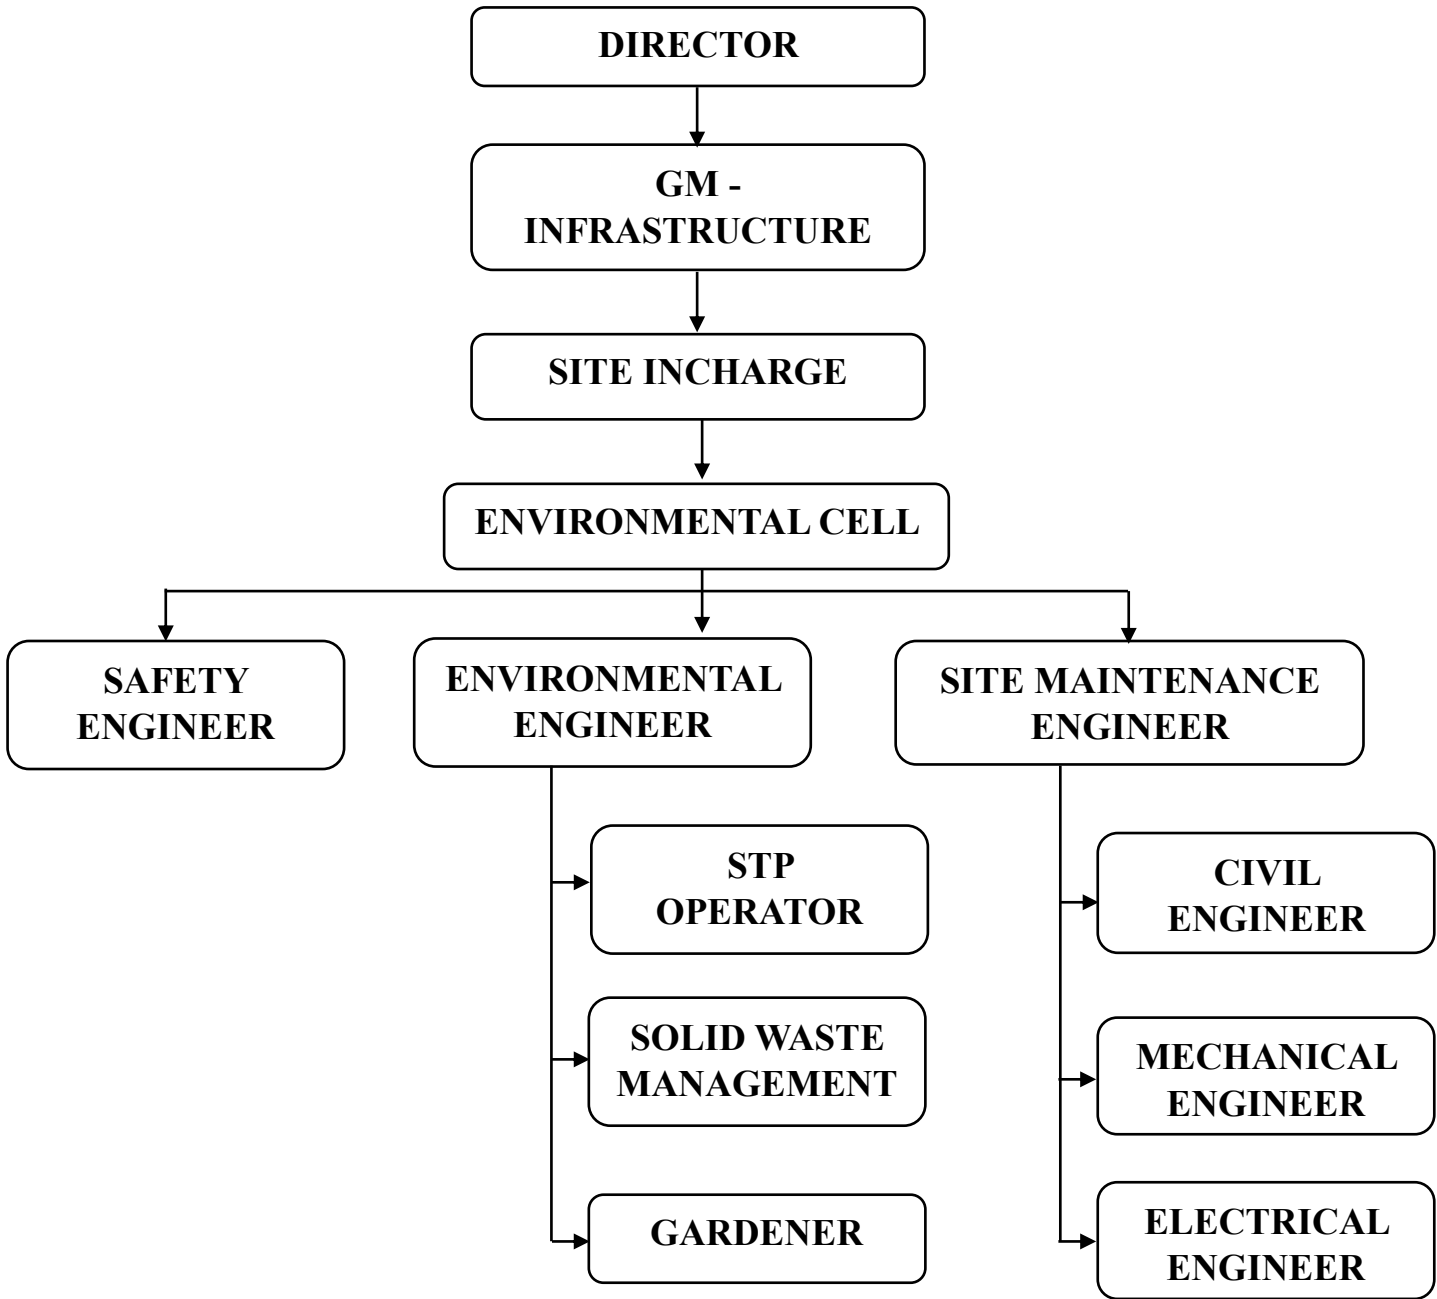 DIRECTOR
GM -
INFRASTRUCTURE
SITE INCHARGE
ENVIRONMENTAL CELL
SAFETY
ENGINEER
ENVIRONMENTAL
ENGINEER
SITE MAINTENANCE
ENGINEER
STP
OPERATOR
SOLID WASTE
MANAGEMENT
GARDENER
CIVIL
ENGINEER
MECHANICAL
ENGINEER
ELECTRICAL
ENGINEER